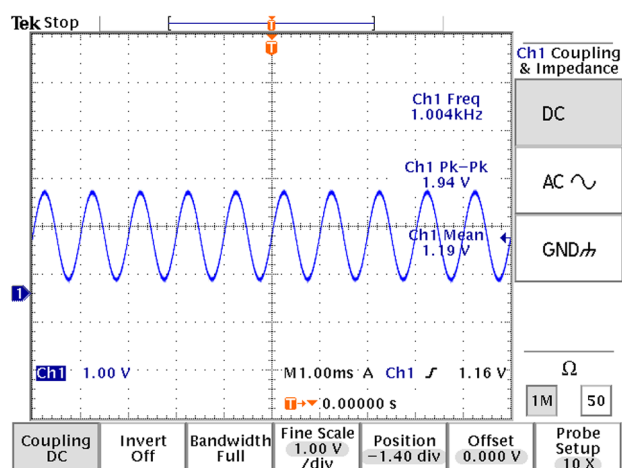 Tek Stop
T
T
Ch1 Coupling
& Impedance
DC
Ch1 Freq
1.004kHz
Ch1 Pk-Pk
1.94 V
AC
Ch1 Mean
1.19 V
GND
1
Ch1 1.00 V M1.00ms A Ch1 1.16 V
T 0.00000 s
Ω
1M 50
Coupling
DC
Invert
Off
Bandwidth
Full
Fine Scale
1.00 V
/div
Position
-1.40 div
Offset
0.000 V
Probe
Setup
10 X